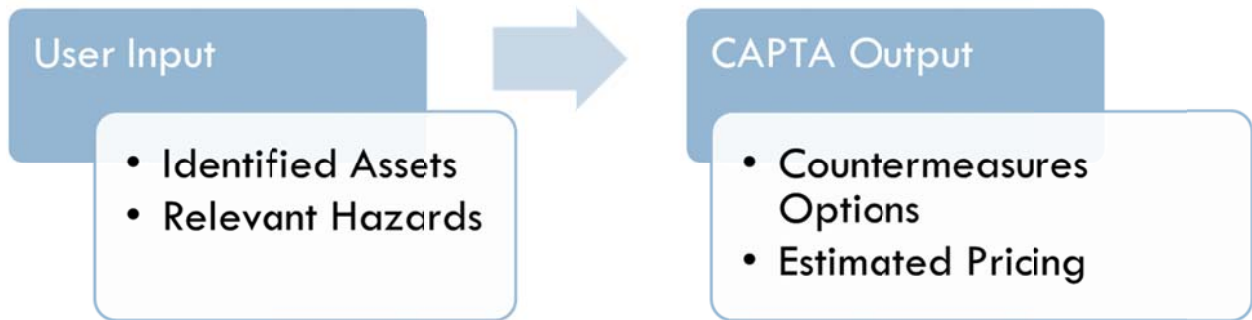 User Input
• Identified Assets
• Relevant Hazards
CAPTA Output
• Countermeasures
Options
• Estimated Pricing